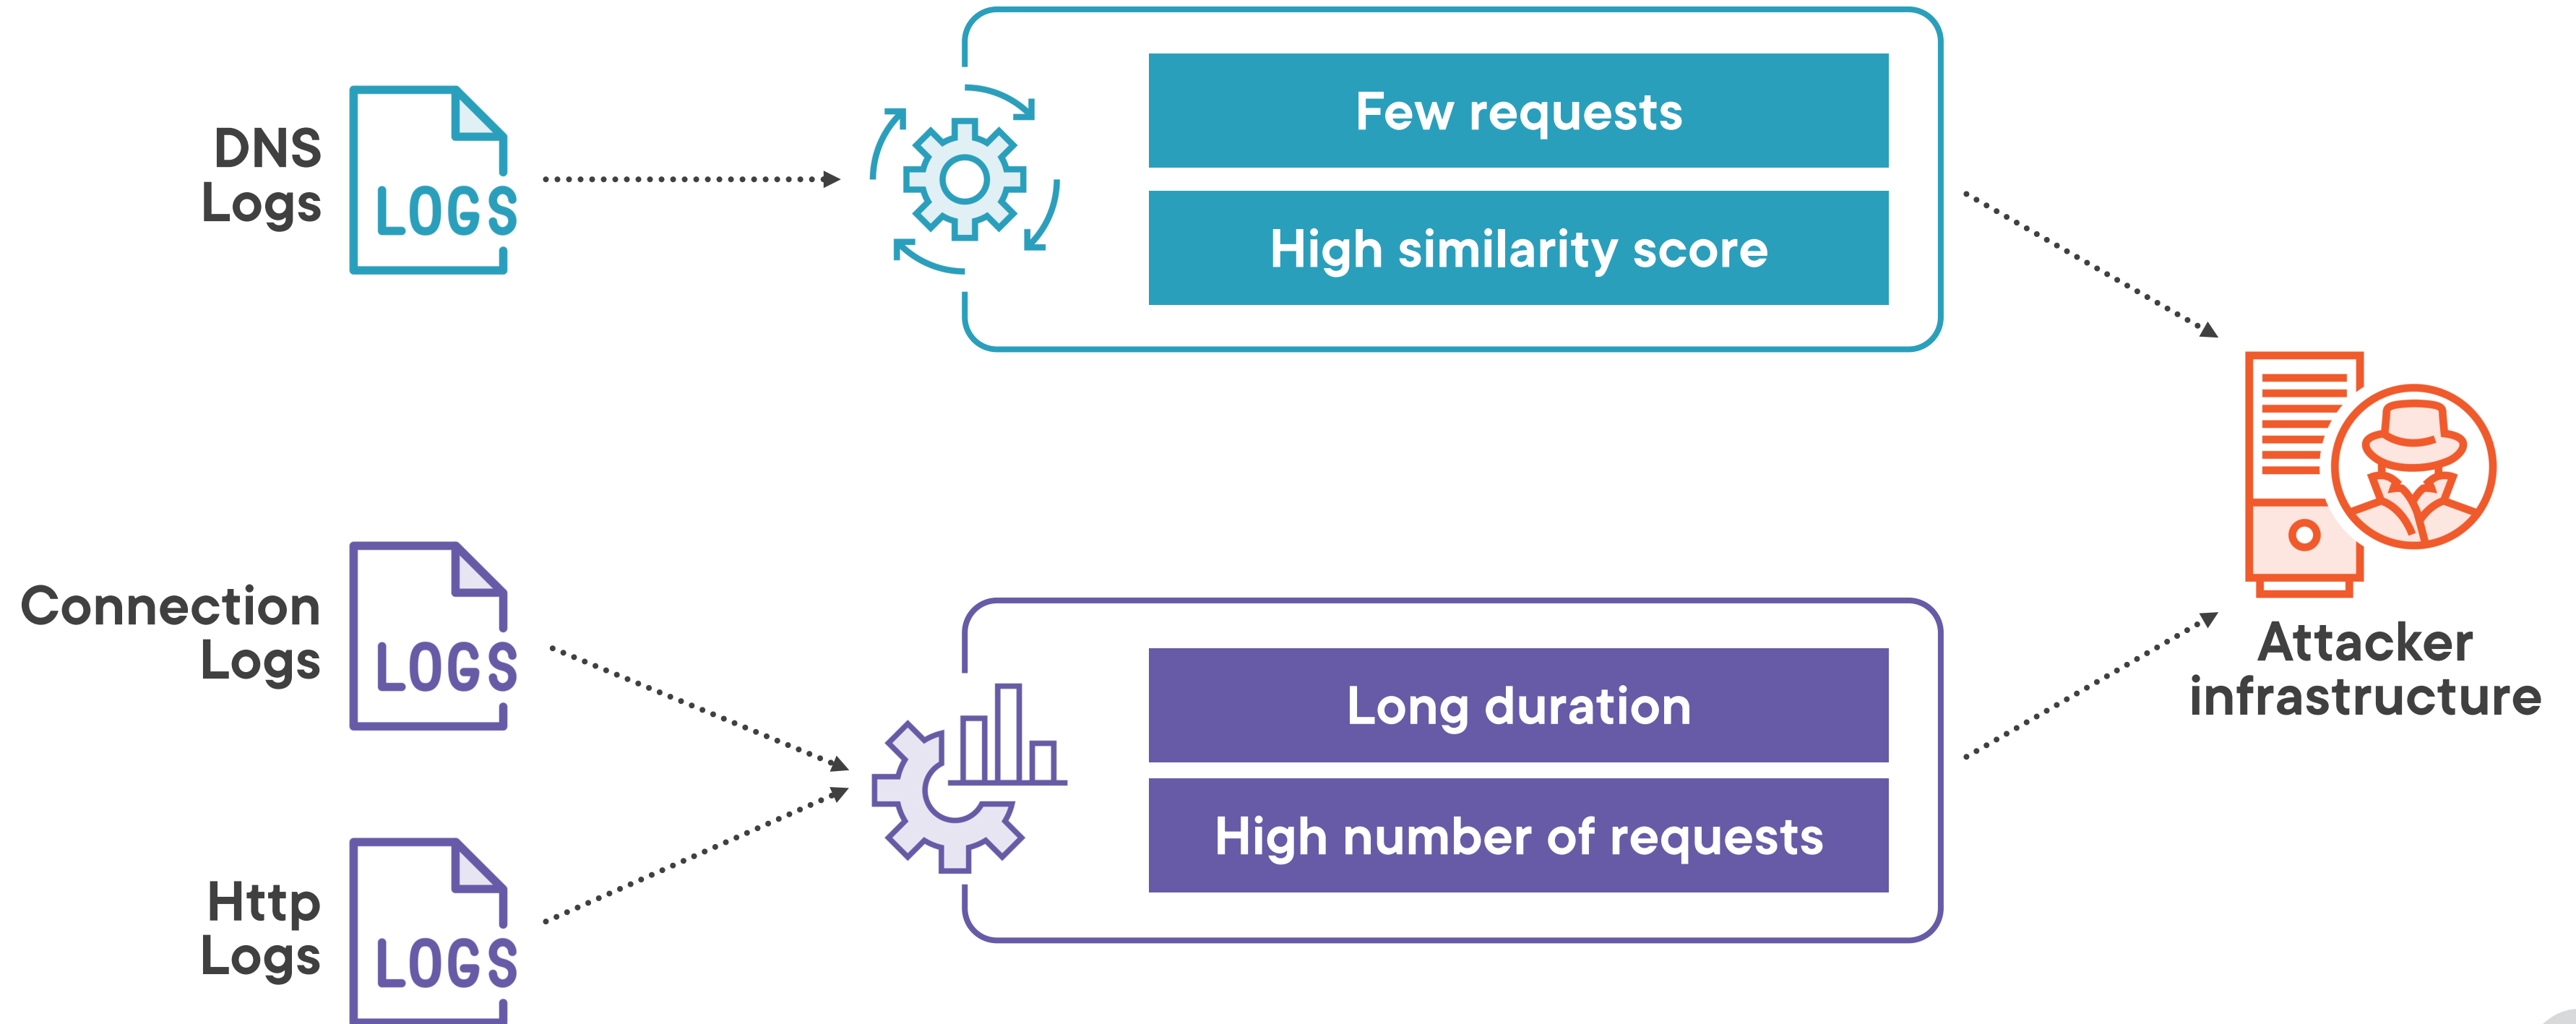 DNS
Logs
LOGS
Few requests
High similarity score
Connection
Logs
LOGS
Http
Logs
LOGS
Long duration
High number of requests
Attacker
infrastructure